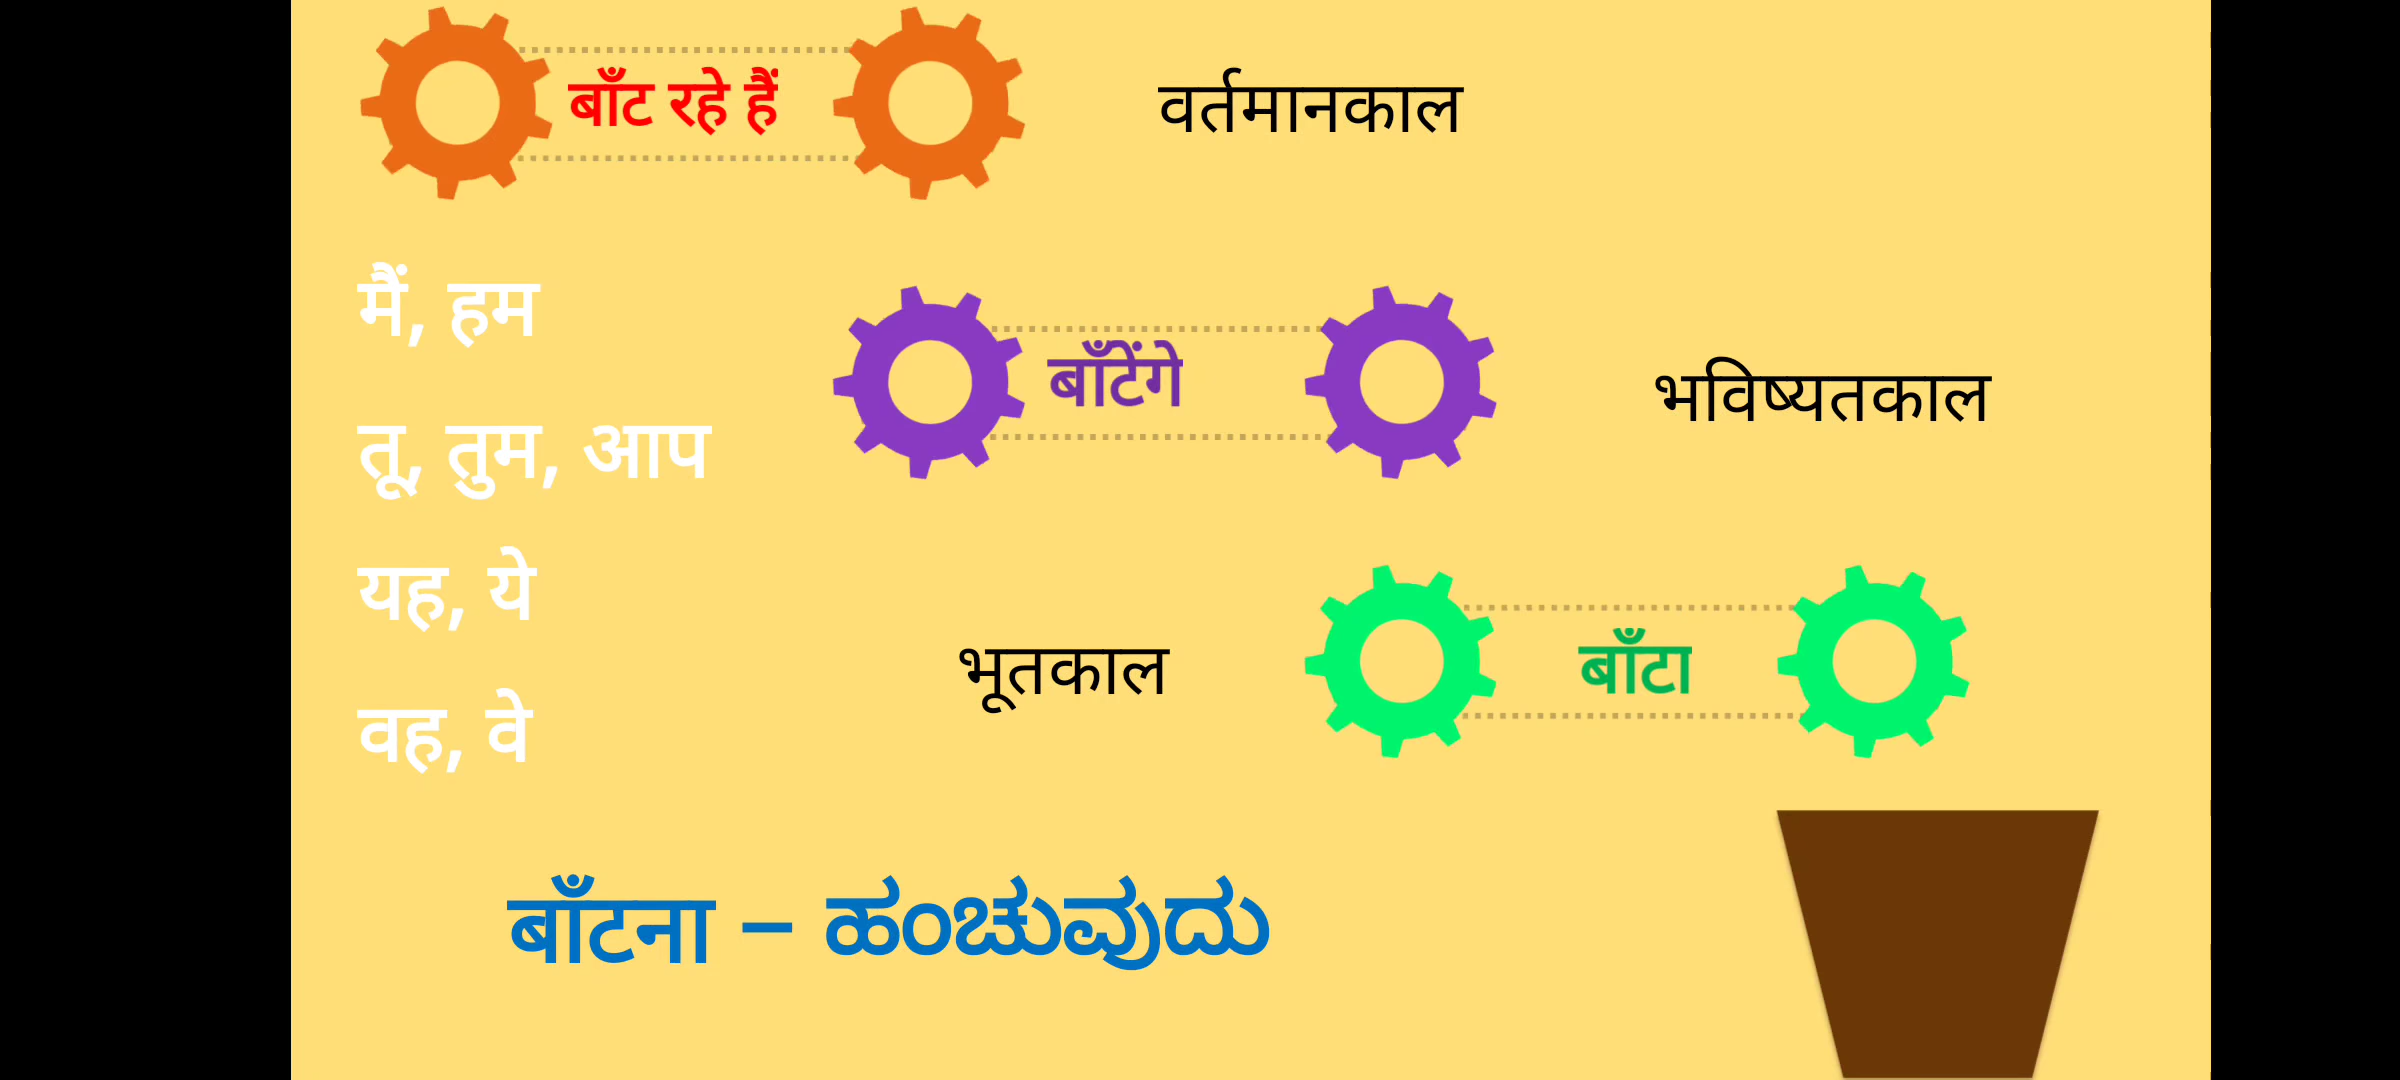 बाँट रहे हैं
वर्तमानकाल
मैं, हम
बाँटेंगे
भविष्यतकाल
तू, तुम, आप
यह, ये
भूतकाल
बाँटा
वह, वे
बाँटना – ಹಂಚುವುದು